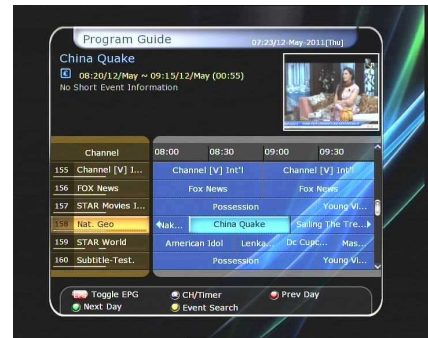 Program Guide 07:23/12-May-2011[Thu]
China Quake
08:20/12/May ~ 09:15/12/May (00:55)
No Short Event Information
Channel 08:00 08:30 09:00 09:30
155 Channel [V] I... Channel [V] Int'l Channel [V] Int'l
156 FOX News Fox News Fox News
157 STAR Movies I... Possession Young Vi...
158 Nat. Geo Nak... China Quake Sailing The Tre...
159 STAR World American Idol Lenka... Dc Cupc... Mas...
160 Subtitle-Test. Possession Young Vi...
Toggle EPG CH/Timer Prev Day
Next Day Event Search